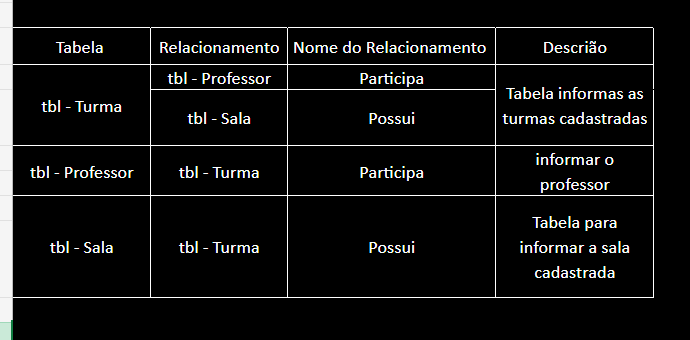 Tabela Relacionamento Nome do Relacionamento Descrião
tbl - Turma
tbl - Professor Participa
tbl - Sala Possui
Tabela informas as
turmas cadastradas
tbl - Professor tbl - Turma Participa
informar o
professor
tbl - Sala tbl - Turma Possui
Tabela para
informar a sala
cadastrada